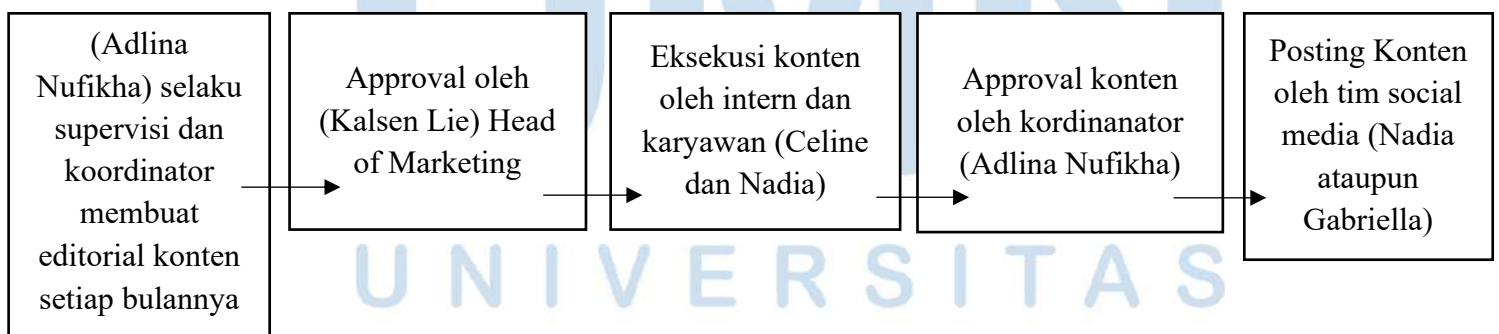 (Adlina
Nufikha) selaku
supervisi dan
koordinator
membuat
editorial konten
setiap bulannya
Approval oleh
(Kalsen Lie) Head
of Marketing
Eksekusi konten
oleh intern dan
karyawan (Celine
dan Nadia)
Approval konten
oleh kordinanator
(Adlina Nufikha)
Posting Konten
oleh tim social
media (Nadia
ataupun
Gabriella)
UNIVERSITAS